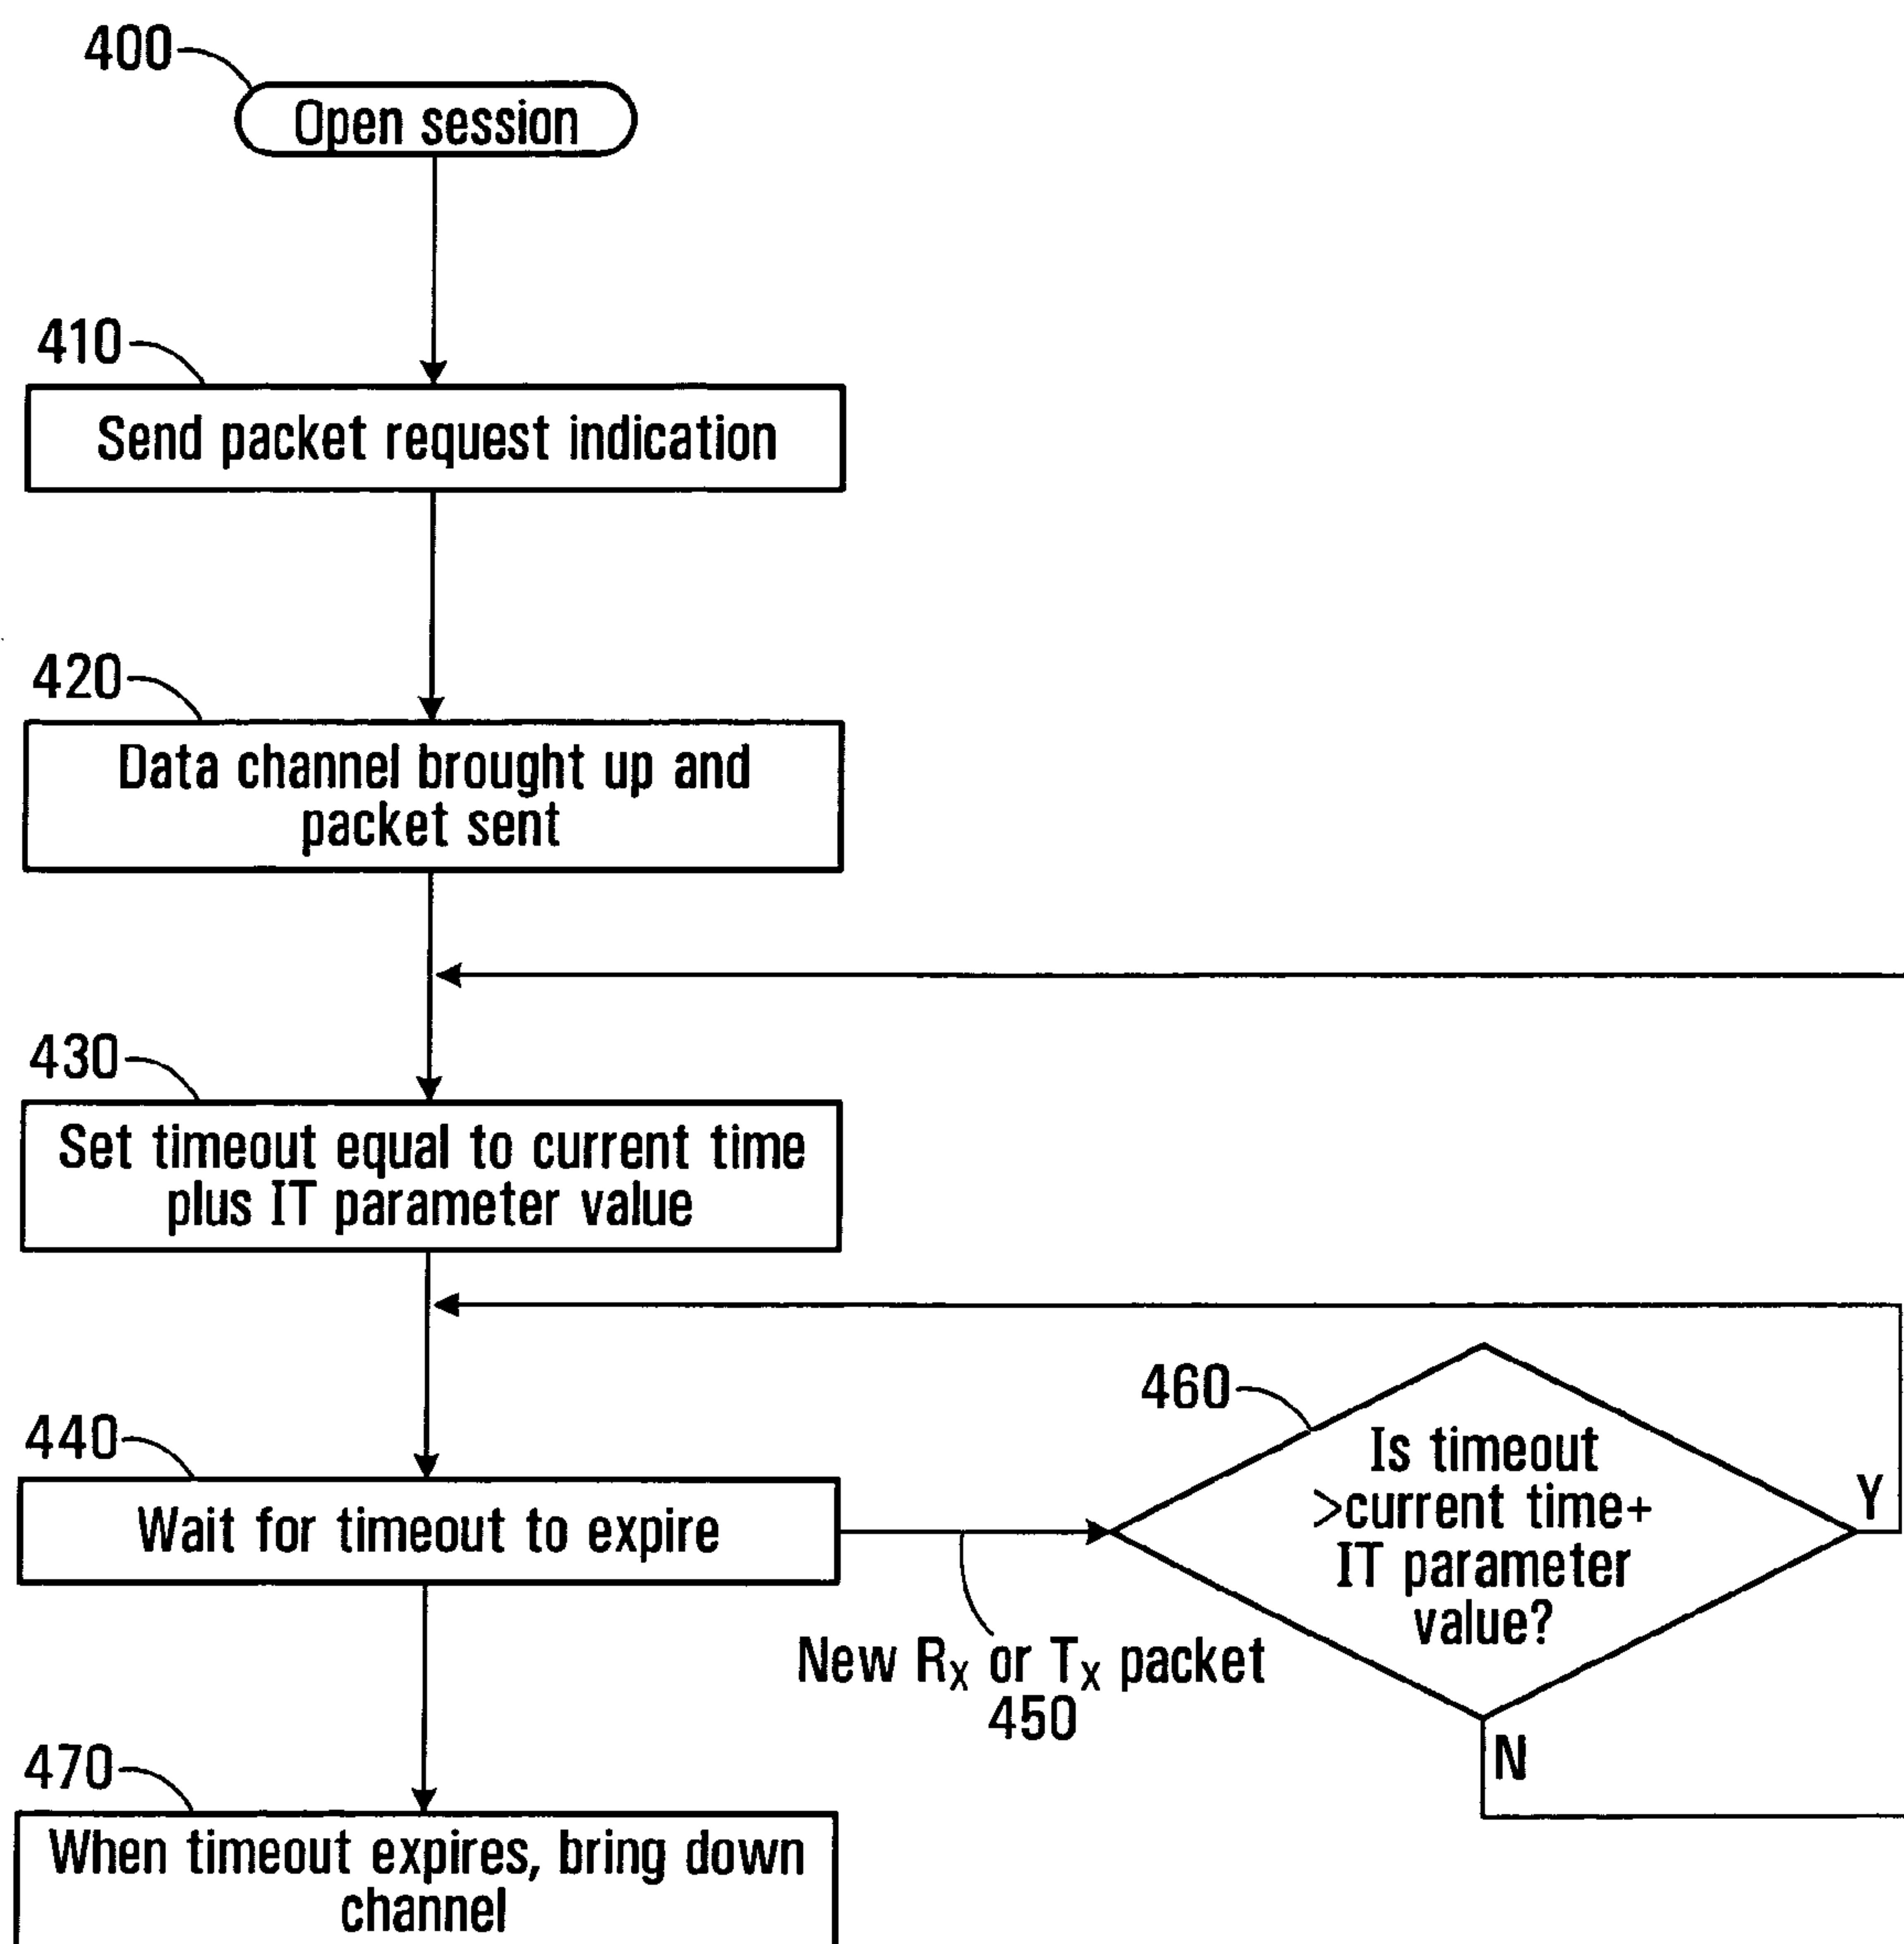 400
Open session
410
Send packet request indication
420
Data channel brought up and
packet sent
430
Set timeout equal to current time
plus IT parameter value
440
Wait for timeout to expire
New Rx or Tx packet
450
460
Is timeout
>current time+
IT parameter
value?
Y
N
470
When timeout expires, bring down
channel